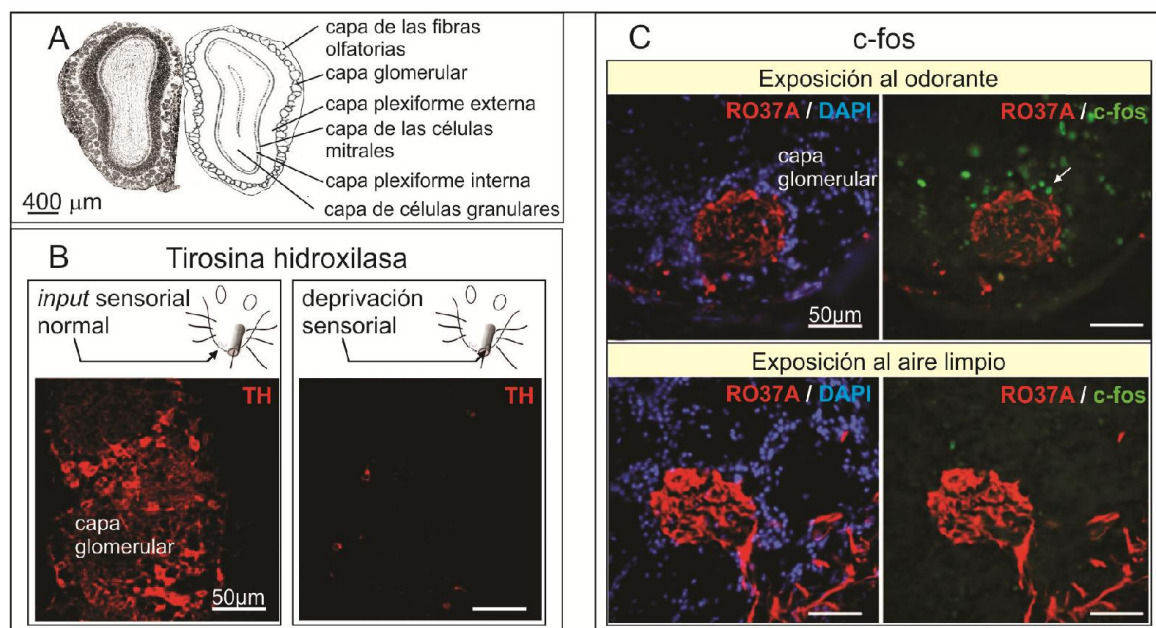 A
capa de las fibras
olfatorias
capa glomerular
capa plexiforme externa
capa de las células
mitrales
capa plexiforme interna
capa de células granulares
400 μm
B
Tirosina hidroxilasa
input sensorial
normal
deprivación
sensorial
TH
capa
glomerular
50μm
TH
C
c-fos
Exposición al odorante
RO37A / DAPI
capa
glomerular
50μm
RO37A / c-fos
Exposición al aire limpio
RO37A / DAPI
RO37A / c-fos